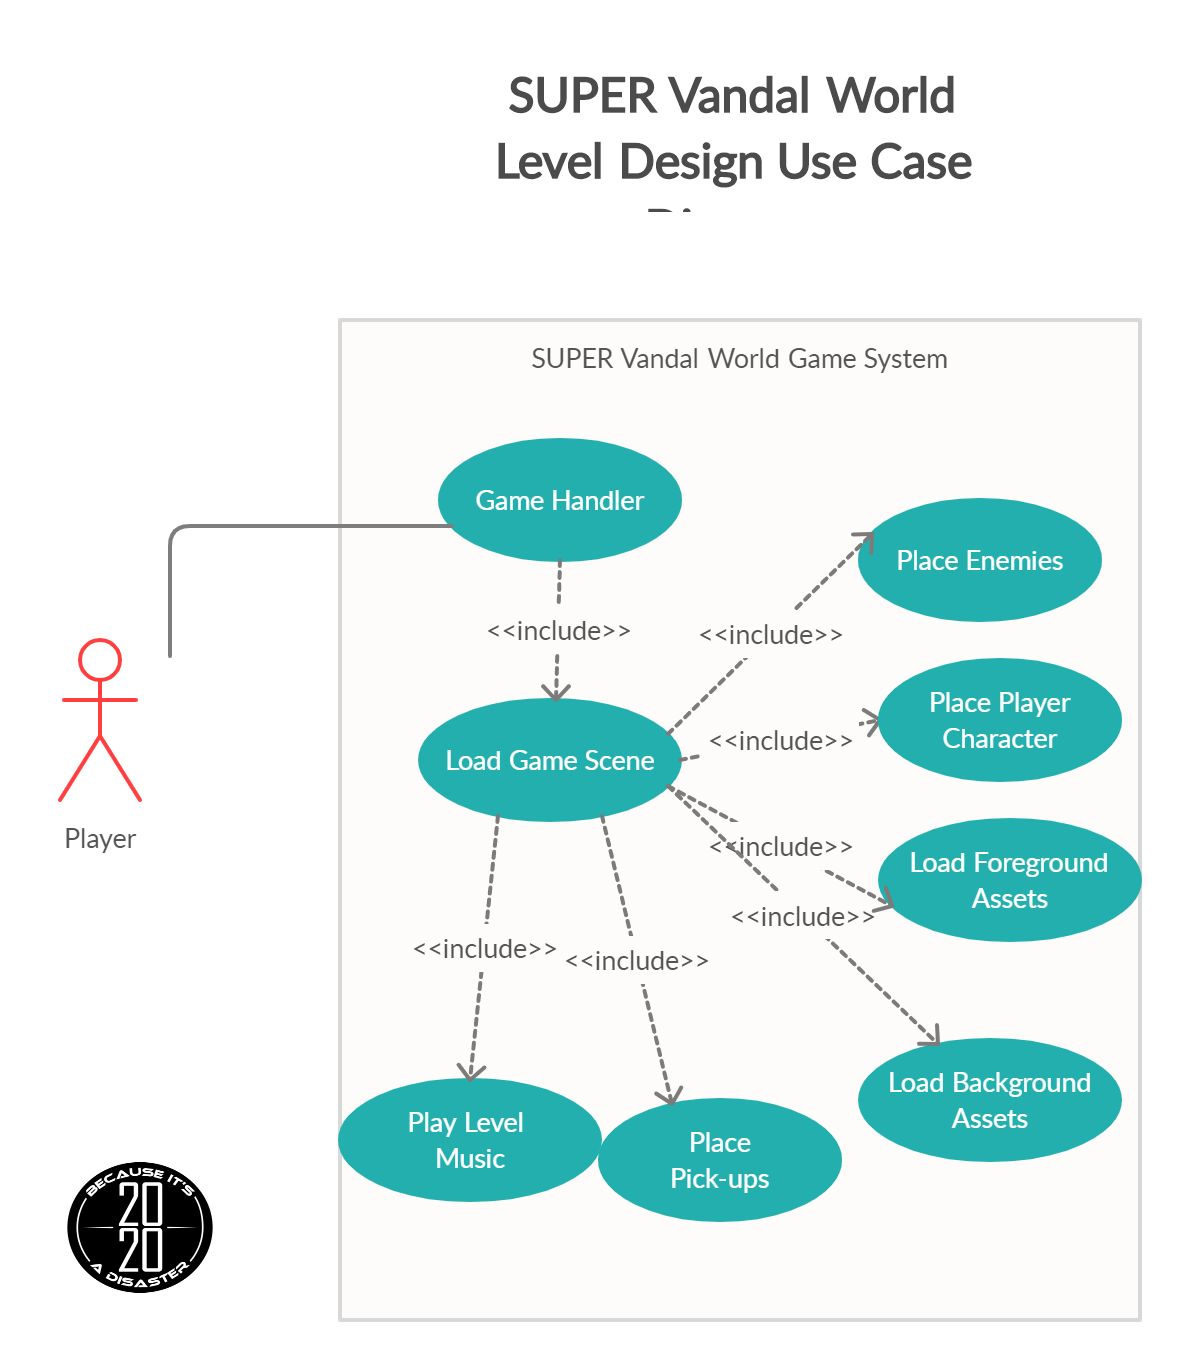 SUPER Vandal World
Level Design Use Case
SUPER Vandal World Game System
Game Handler
Place Enemies
<<include>>
<<include>>
Place Player
Character
<<include>>
Load Game Scene
Player
<<include>>
Load Foreground
Assets
<<include>>
<<include>>
<<include>>
Load Background
Assets
Play Level
Music
Place
Pick-ups
BECAUSE IT'S
20
20
A DISASTER